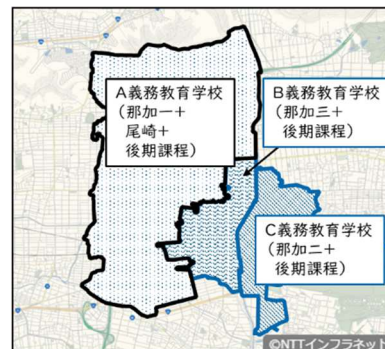 A義務教育学校
（那加一＋
尾崎＋
後期課程）
B義務教育学校
（那加三＋
後期課程）
C義務教育学校
（那加二＋
後期課程）
©NTTインフラネット